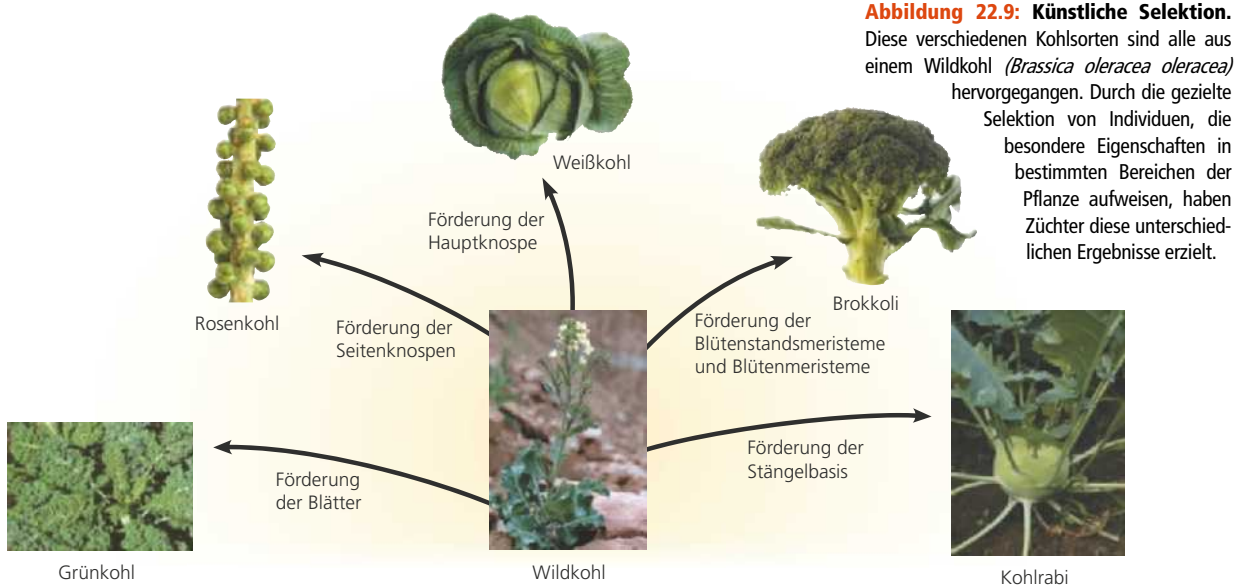 Abbildung 22.9: Künstliche Selektion.
Diese verschiedenen Kohlsorten sind alle aus
einem Wildkohl (Brassica oleracea oleracea)
hervorgegangen. Durch die gezielte
Selektion von Individuen, die
besondere Eigenschaften in
bestimmten Bereichen der
Pflanze aufweisen, haben
Züchter diese unterschied-
lichen Ergebnisse erzielt.
Weißkohl
Förderung der
Hauptknospe
Rosenkohl
Förderung der
Seitenknospen
Brokkoli
Förderung der
Blütenstandsmeristeme
und Blütenmeristeme
Förderung
der Blätter
Förderung der
Stängelbasis
Grünkohl
Wildkohl
Kohlrabi